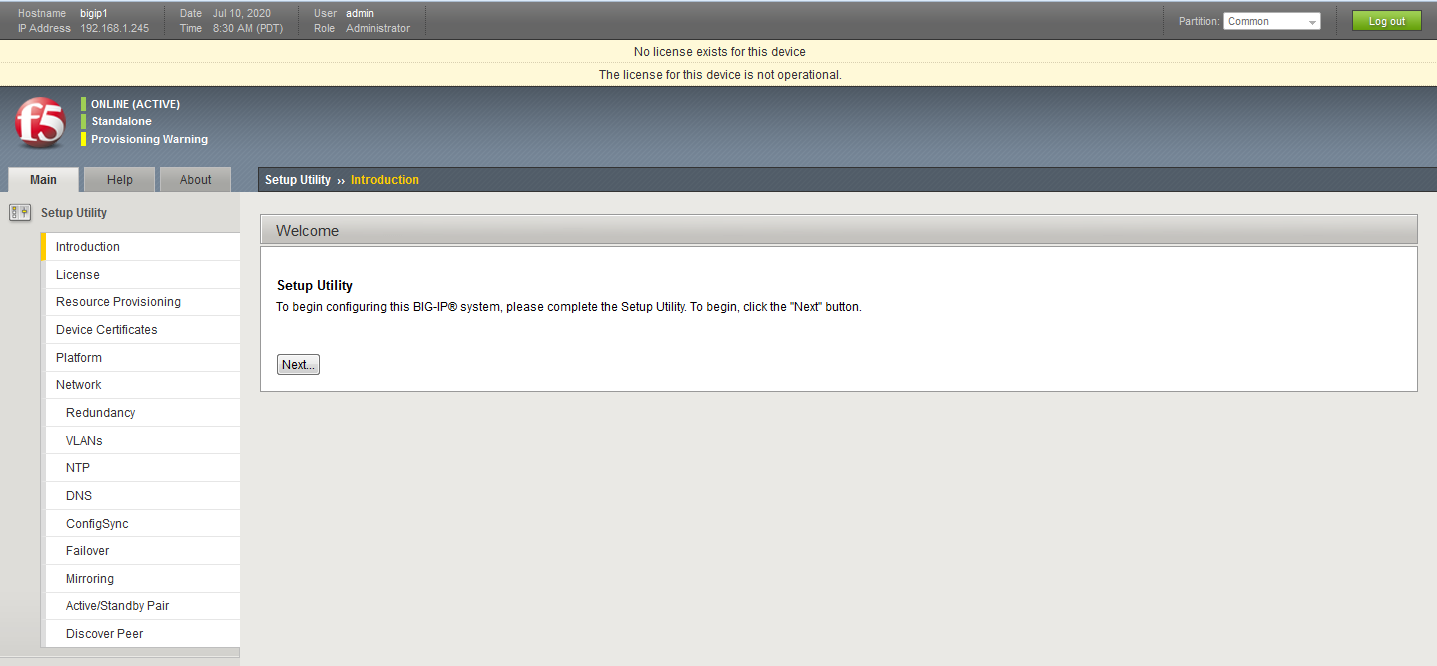 Hostname bigip1 Date Jul 10, 2020 User admin
IP Address 192.168.1.245 Time 8:30 AM (PDT) Role Administrator
Partition: Common Log out
No license exists for this device
The license for this device is not operational.
f5
ONLINE (ACTIVE)
Standalone
Provisioning Warning
Main Help About
Setup Utility ›› Introduction
Setup Utility
Introduction
License
Resource Provisioning
Device Certificates
Platform
Network
Redundancy
VLANs
NTP
DNS
ConfigSync
Failover
Mirroring
Active/Standby Pair
Discover Peer
Welcome
Setup Utility
To begin configuring this BIG-IP® system, please complete the Setup Utility. To begin, click the "Next" button.
Next...